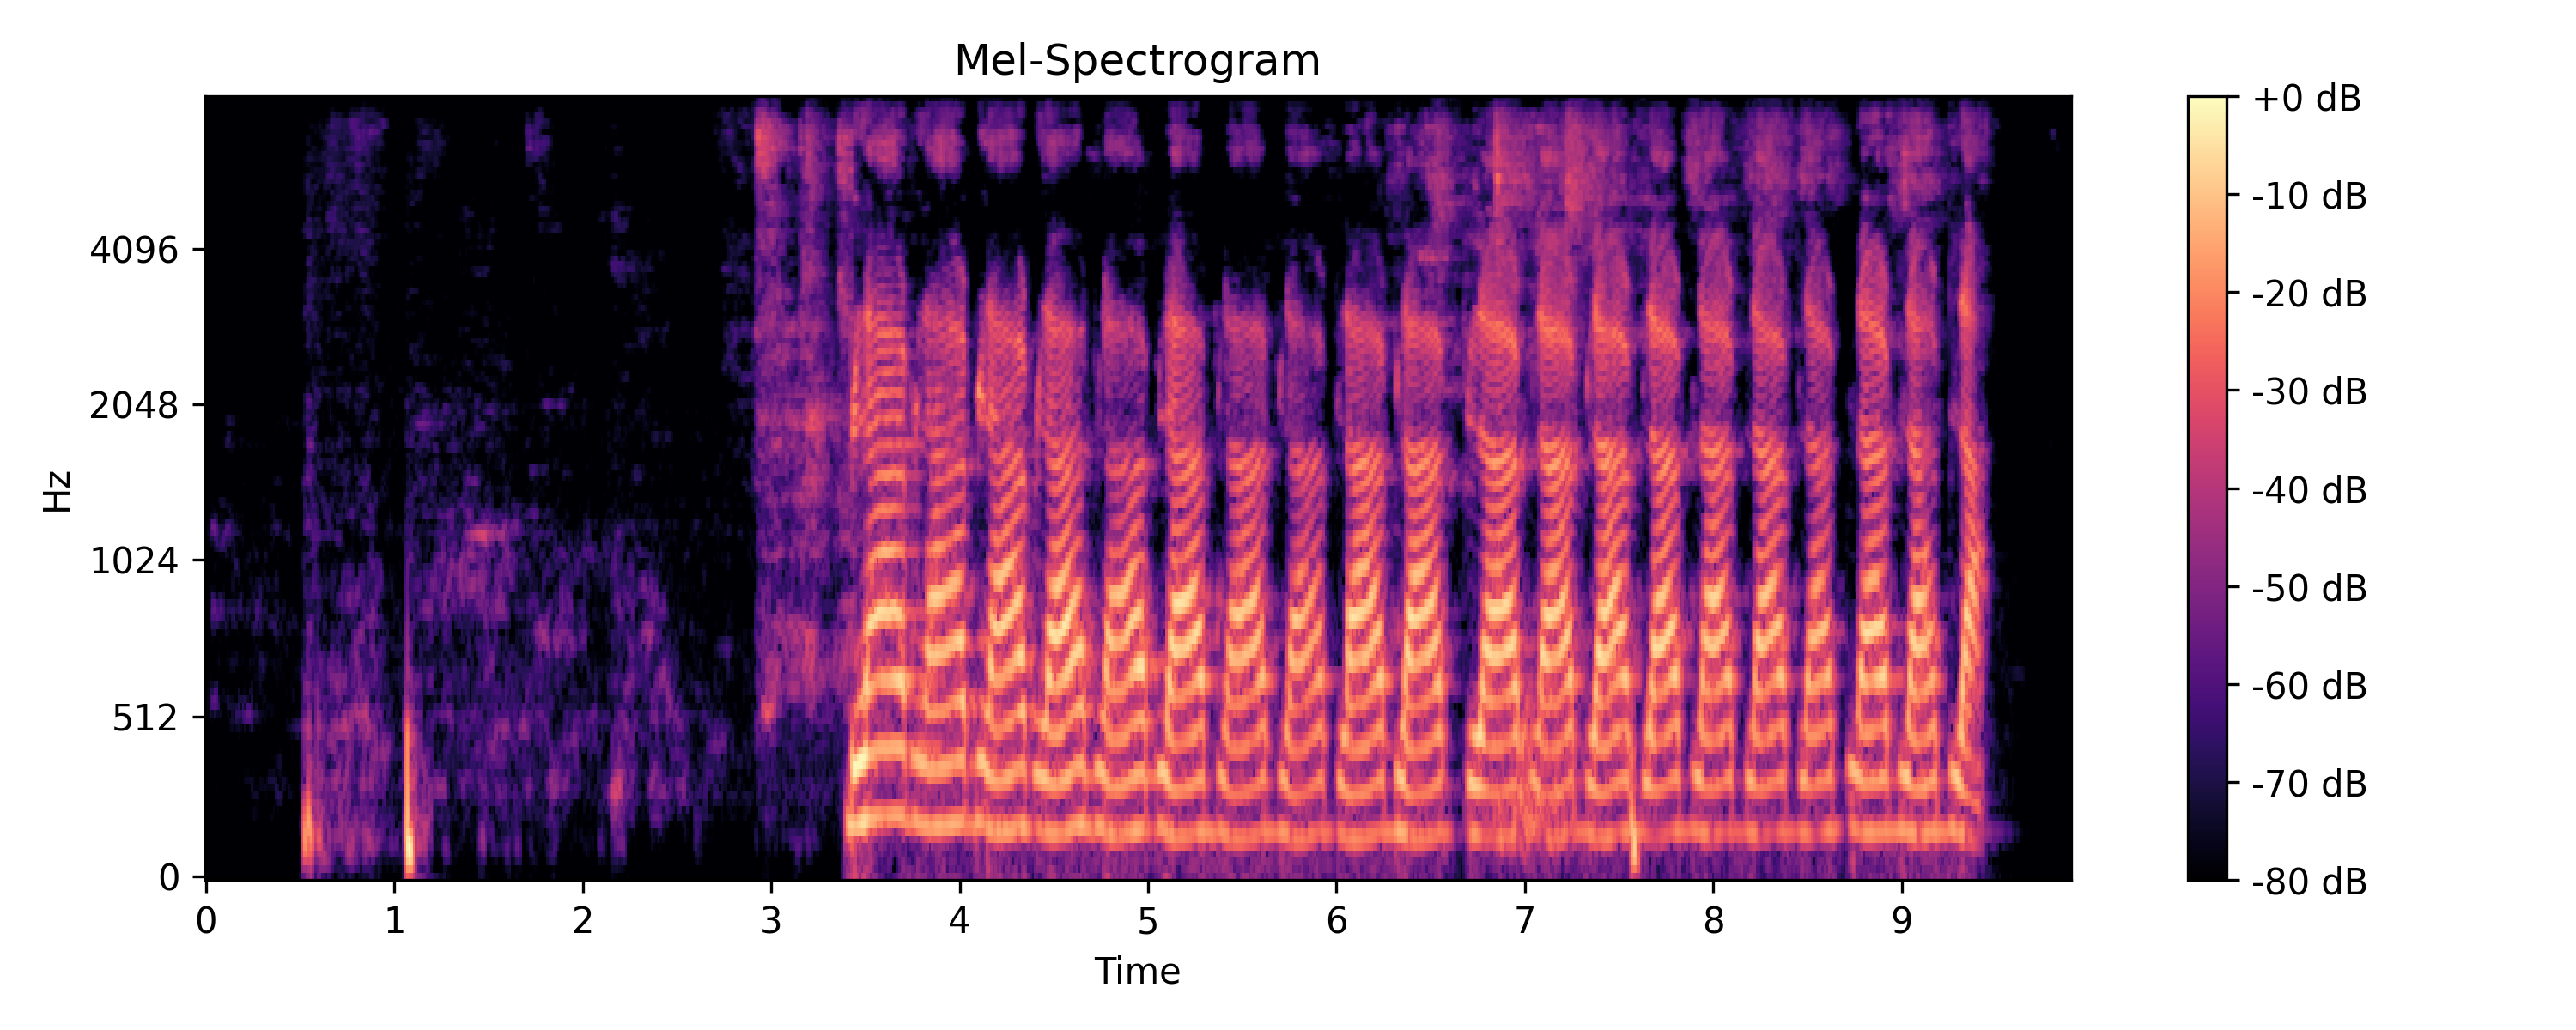 Mel-Spectrogram
+0 dB
-10 dB
-20 dB
-30 dB
-40 dB
-50 dB
-60 dB
-70 dB
-80 dB
Hz
4096
2048
1024
512
0
0 1 2 3 4 5 6 7 8 9
Time